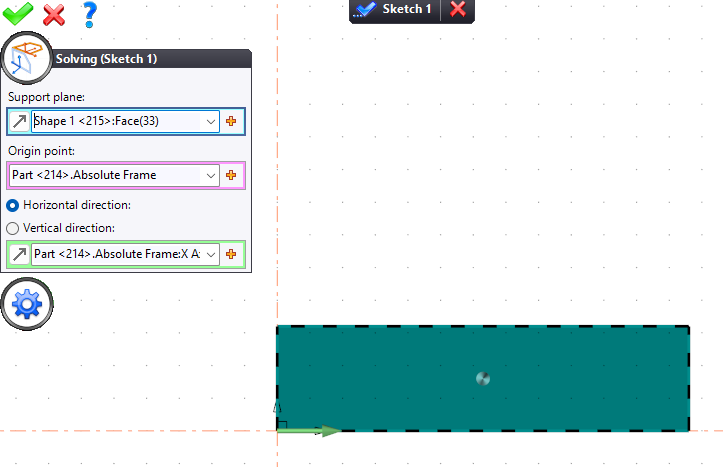 Sketch 1
Solving (Sketch 1)
Support plane:
Shape 1 <215>:Face(33)
Origin point:
Part <214>.Absolute Frame
Horizontal direction:
Vertical direction:
Part <214>.Absolute Frame:X A